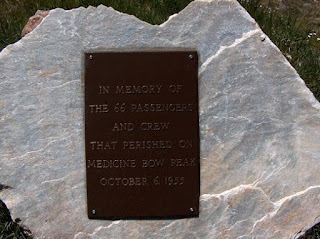 IN MEMORY OF
THE 66 PASSENGERS
AND CREW
THAT PERISHED ON
MEDICINE BOW PEAK
OCTOBER 6, 1955